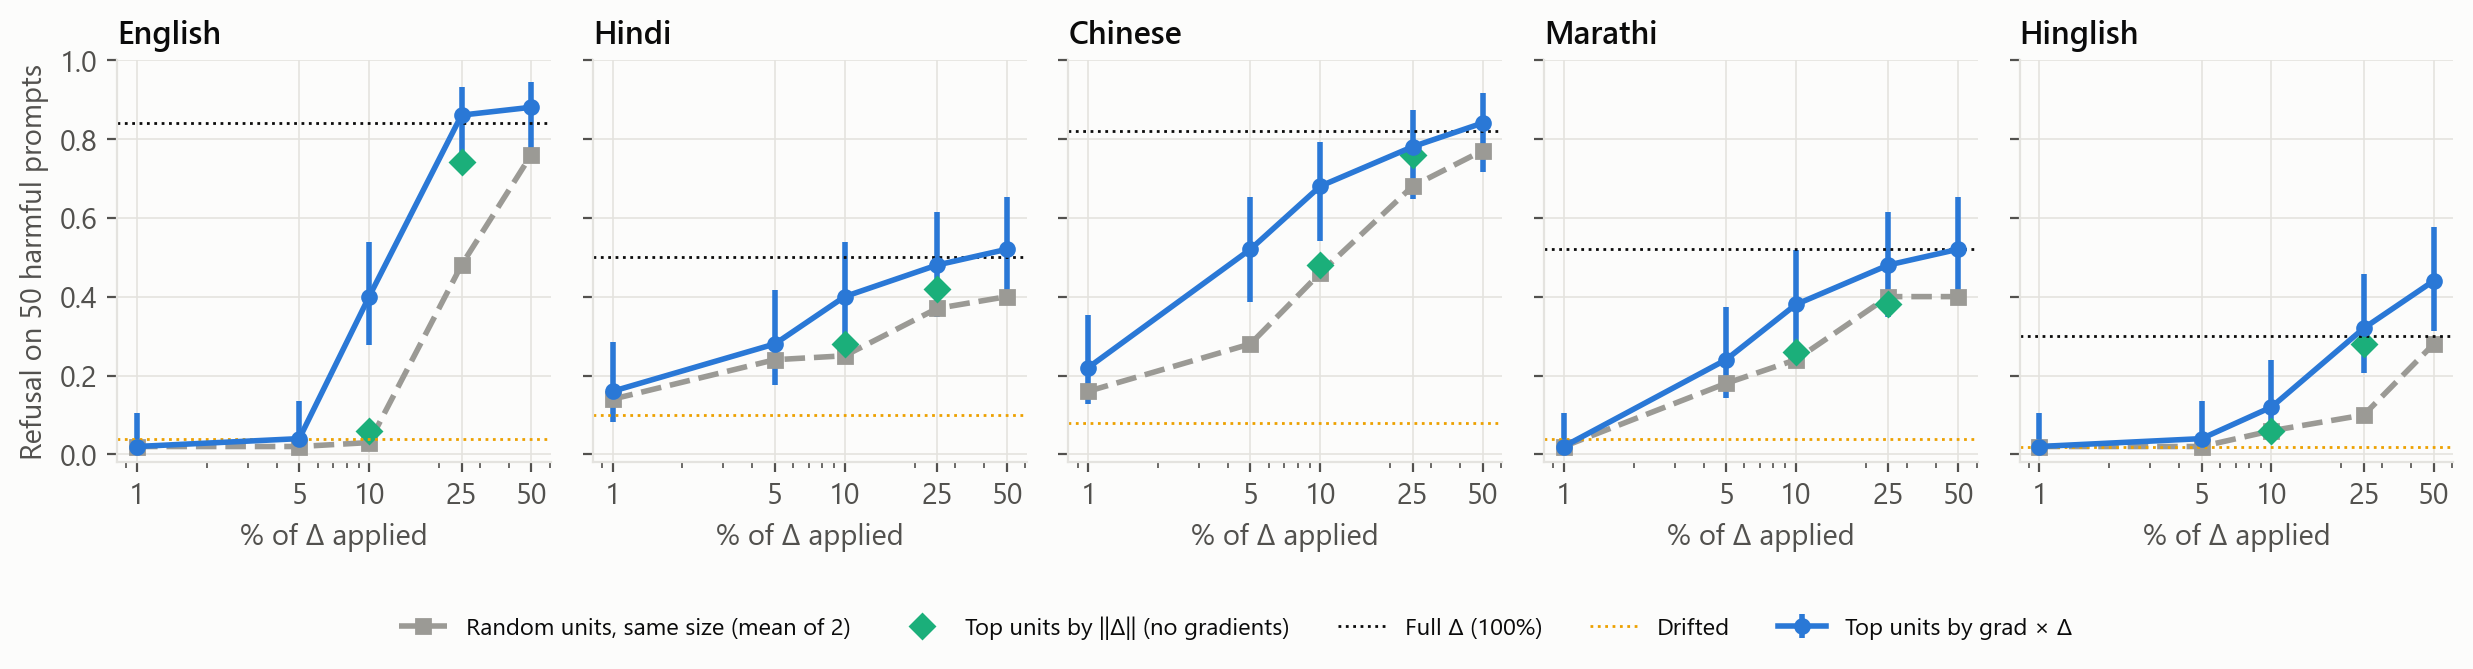 English Hindi Chinese Marathi Hinglish
Refusal on 50 harmful prompts
1.0
0.8
0.6
0.4
0.2
0.0
1 5 10 25 50 1 5 10 25 50 1 5 10 25 50 1 5 10 25 50 1 5 10 25 50
% of Δ applied % of Δ applied % of Δ applied % of Δ applied % of Δ applied
Random units, same size (mean of 2) Top units by ||Δ|| (no gradients) Full Δ (100%) Drifted Top units by grad × Δ